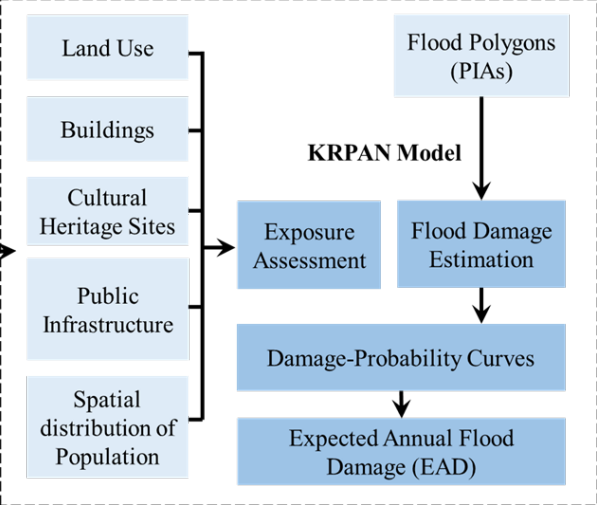 Land Use
Buildings
Cultural
Heritage Sites
Public
Infrastructure
Spatial
distribution of
Population
Flood Polygons
(PIAs)
KRPAN Model
Exposure
Assessment
Flood Damage
Estimation
Damage-Probability Curves
Expected Annual Flood
Damage (EAD)